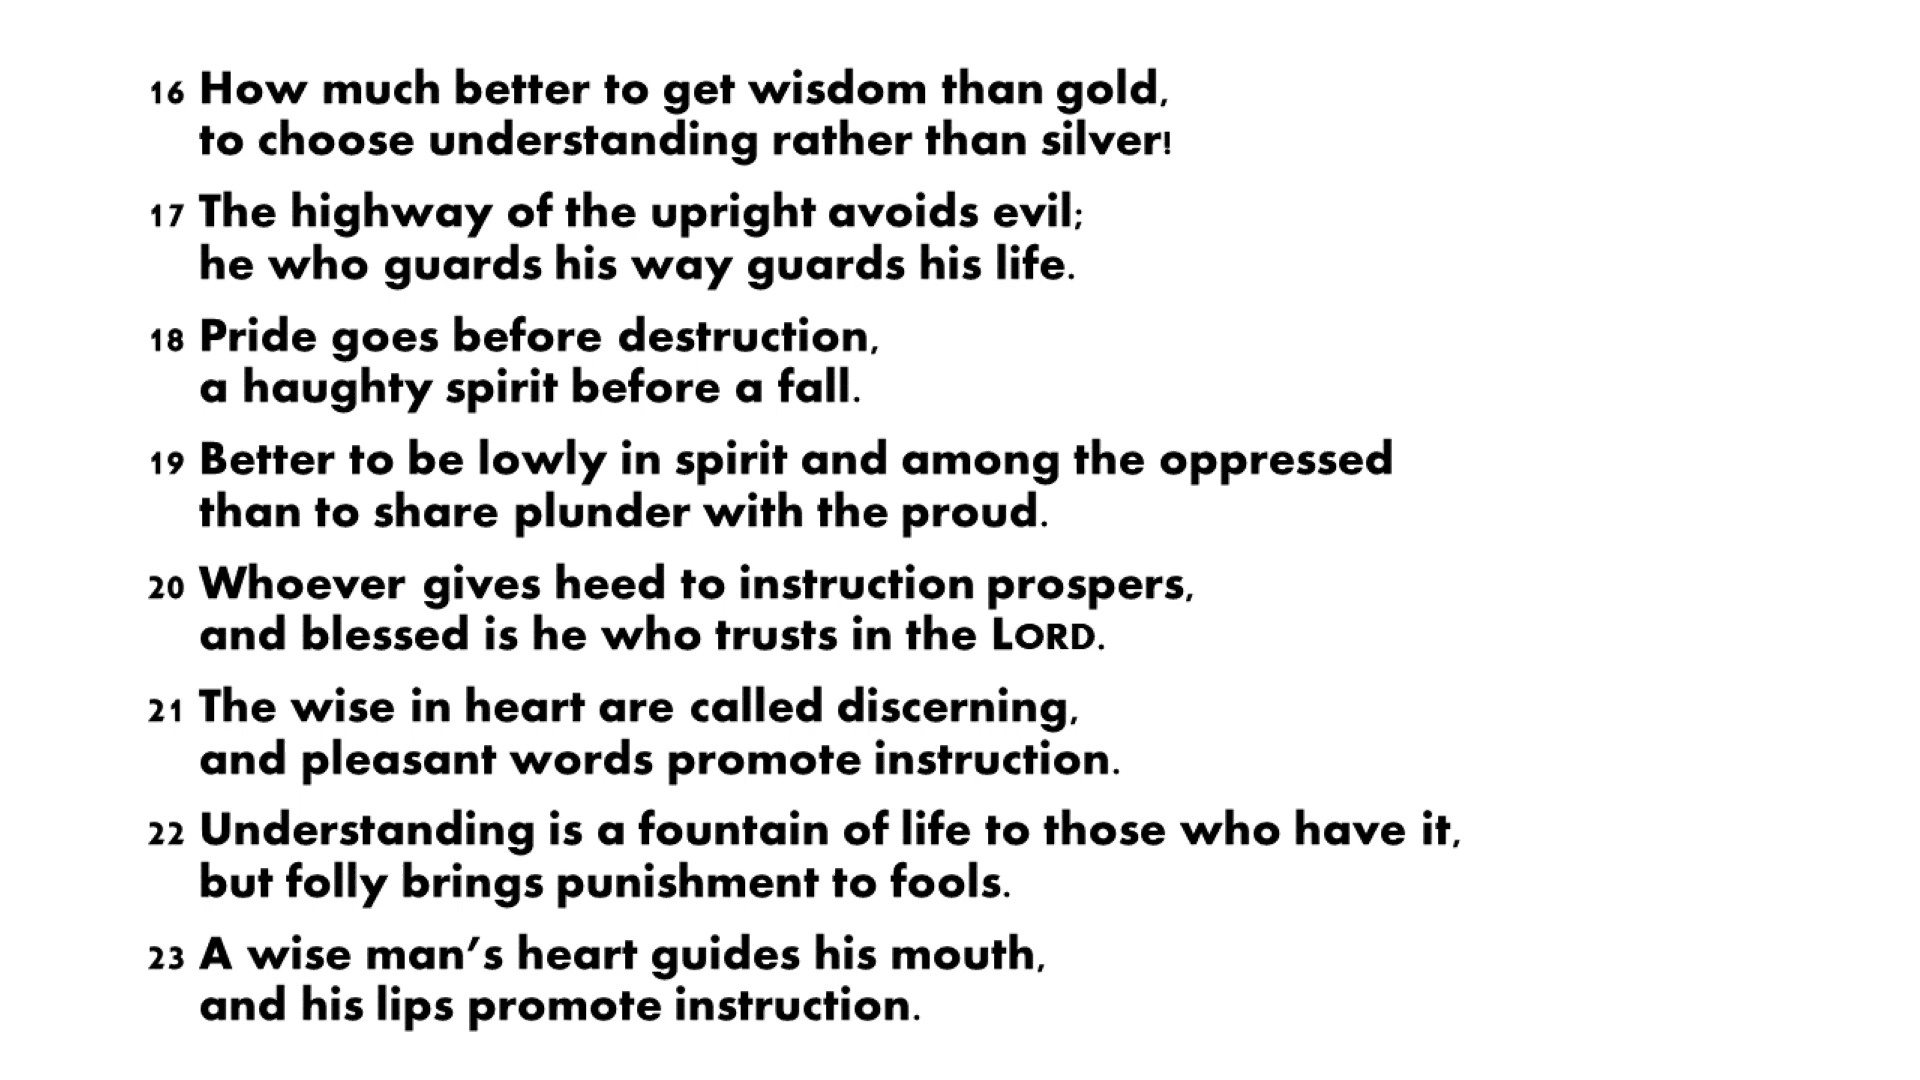 16 How much better to get wisdom than gold,
to choose understanding rather than silver!
17 The highway of the upright avoids evil;
he who guards his way guards his life.
18 Pride goes before destruction,
a haughty spirit before a fall.
19 Better to be lowly in spirit and among the oppressed
than to share plunder with the proud.
20 Whoever gives heed to instruction prospers,
and blessed is he who trusts in the LORD.
21 The wise in heart are called discerning,
and pleasant words promote instruction.
22 Understanding is a fountain of life to those who have it,
but folly brings punishment to fools.
23 A wise man’s heart guides his mouth,
and his lips promote instruction.